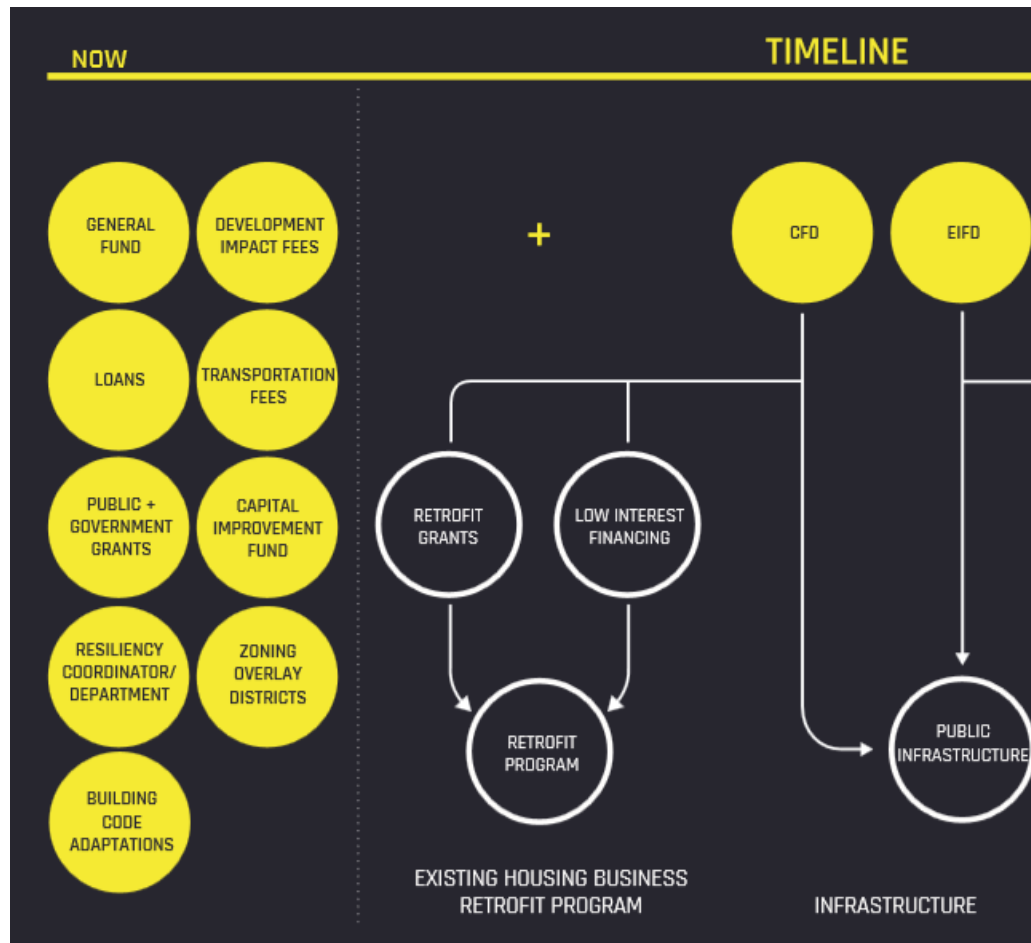 NOW
TIMELINE
GENERAL
FUND
DEVELOPMENT
IMPACT FEES
+
CFD
EIFD
LOANS
TRANSPORTATION
FEES
PUBLIC +
GOVERNMENT
GRANTS
CAPITAL
IMPROVEMENT
FUND
RETROFIT
GRANTS
LOW INTEREST
FINANCING
RESILIENCY
COORDINATOR/
DEPARTMENT
ZONING
OVERLAY
DISTRICTS
RETROFIT
PROGRAM
PUBLIC
INFRASTRUCTURE
BUILDING
CODE
ADAPTATIONS
EXISTING HOUSING BUSINESS
RETROFIT PROGRAM
INFRASTRUCTURE